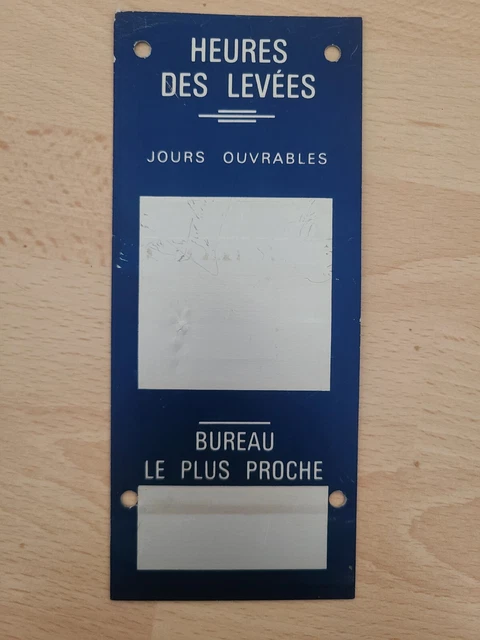 HEURES
DES LEVÉES
JOURS OUVRABLES
BUREAU
LE PLUS PROCHE